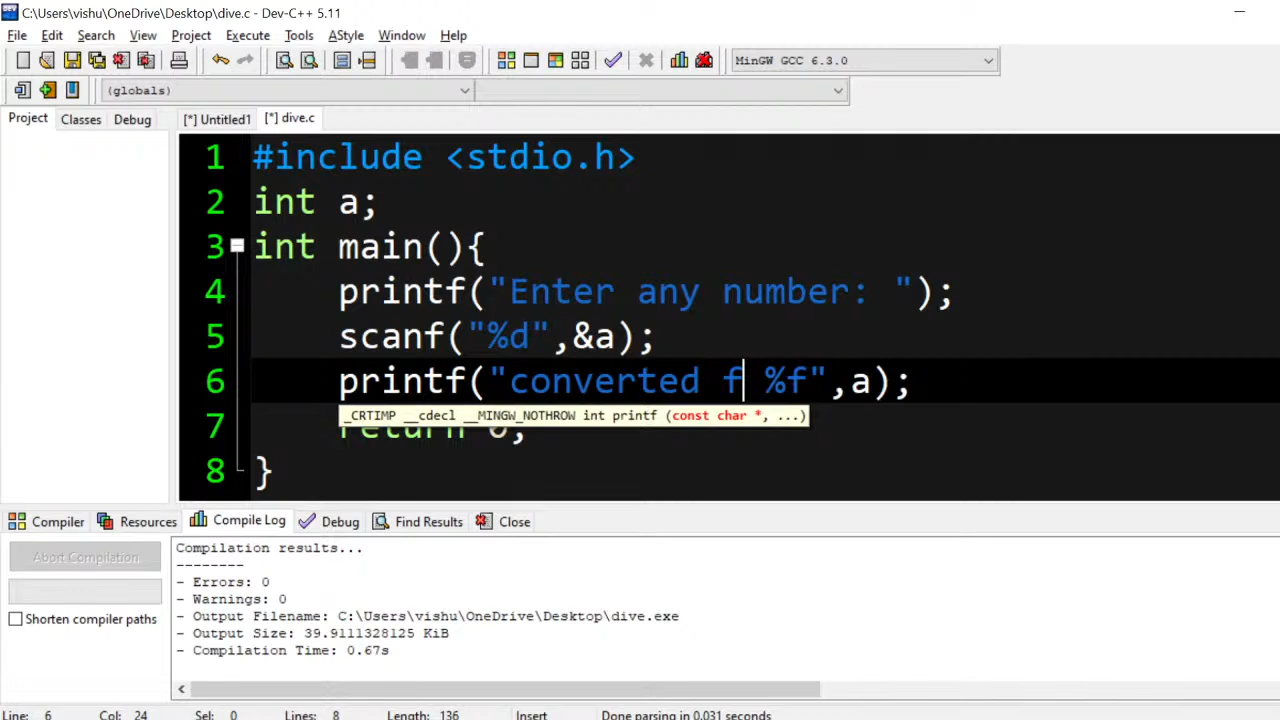 C:\Users\vishu\OneDrive\Desktop\dive.c - Dev-C++ 5.11
File Edit Search View Project Execute Tools AStyle Window Help
MinGW GCC 6.3.0
(globals)
Project Classes Debug [*] Untitled1 [*] dive.c
1 #include <stdio.h>
2 int a;
3 int main(){
4 printf("Enter any number: ");
5 scanf("%d",&a);
6 printf("converted f %f",a);
_CRTIMP __cdecl __MINGW_NOTHROW int printf (const char *, ...)
7 return 0;
8 }
Compiler Resources Compile Log Debug Find Results Close
Abort Compilation
Shorten compiler paths
Compilation results...
--------
- Errors: 0
- Warnings: 0
- Output Filename: C:\Users\vishu\OneDrive\Desktop\dive.exe
- Output Size: 39.9111328125 KiB
- Compilation Time: 0.67s
Line: 6 Col: 24 Sel: 0 Lines: 8 Length: 136 Insert Done parsing in 0.031 seconds